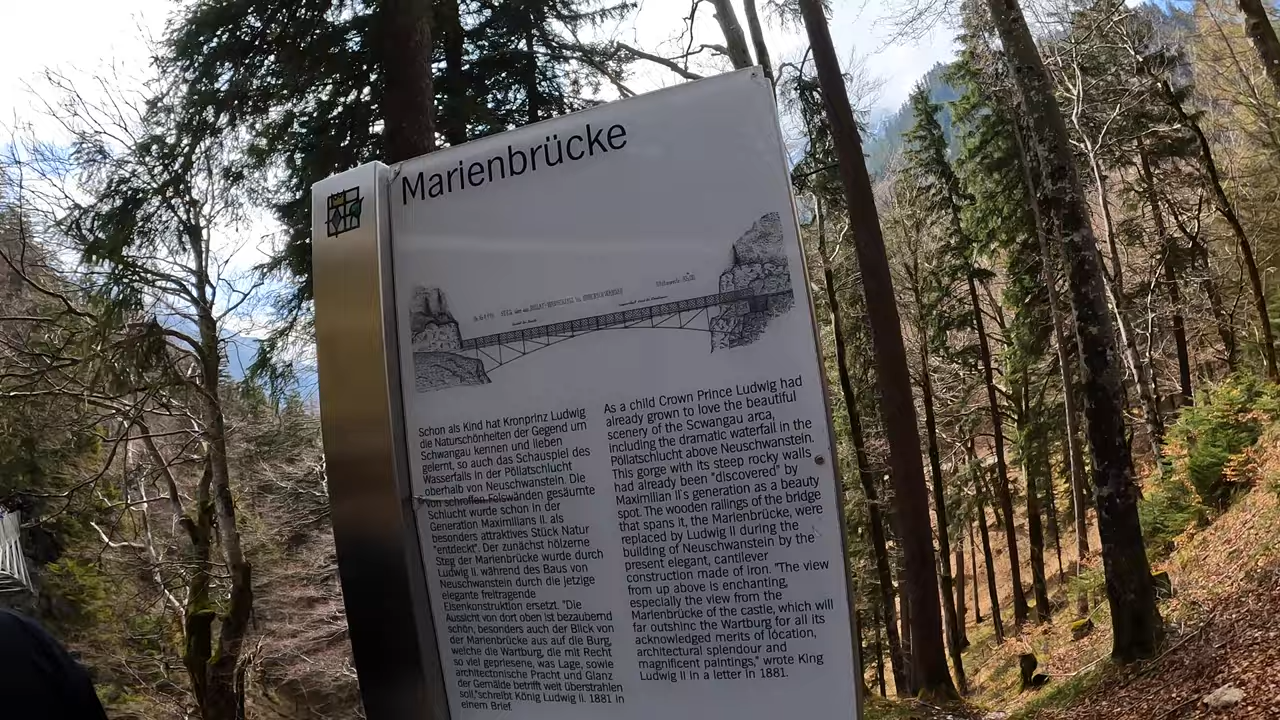 Marienbrücke
Schon als Kind hat Kronprinz Ludwig
die Naturschönheiten der Gegend um
Schwangau kennen und lieben
gelernt, so auch das Schauspiel des
Wasserfalls in der Pöllatschlucht
oberhalb von Neuschwanstein. Die
von schroffen Felswänden gesäumte
Schlucht wurde schon in der
Generation Maximilians II. als
besonders attraktives Stück Natur
"entdeckt". Der zunächst hölzerne
Steg der Marienbrücke wurde durch
Ludwig II. während des Baus von
Neuschwanstein durch die jetzige
elegante freitragende
Eisenkonstruktion ersetzt. "Die
Aussicht von dort oben ist bezaubernd
schön, besonders auch der Blick von
der Marienbrücke aus auf die Burg,
welche die Wartburg, die mit Recht
so viel gepriesene, was Lage, sowie
architektonische Pracht und Glanz
der Gemälde betrifft weit überstrahlen
soll,"schreibt König Ludwig II. 1881 in
einem Brief.
As a child Crown Prince Ludwig had
already grown to love the beautiful
scenery of the Scwangau area,
including the dramatic waterfall in the
Pöllatschlucht above Neuschwanstein.
This gorge with its steep rocky walls
had already been "discovered" by
Maximilian II's generation as a beauty
spot. The wooden railings of the bridge
that spans it, the Marienbrücke, were
replaced by Ludwig II during the
building of Neuschwanstein by the
present elegant, cantilever
construction made of iron. "The view
from up above is enchanting,
especially the view from the
Marienbrücke of the castle, which will
far outshine the Wartburg for all its
acknowledged merits of location,
architectural splendour and
magnificent paintings," wrote King
Ludwig II in a letter in 1881.